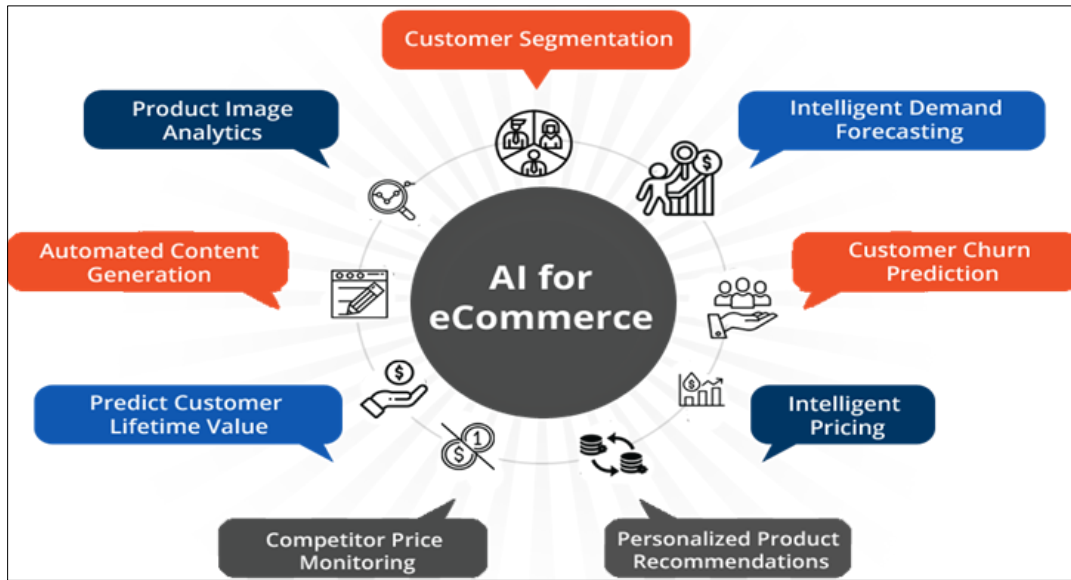 Customer Segmentation
Product Image
Analytics
Intelligent Demand
Forecasting
Automated Content
Generation
AI for
eCommerce
Customer Churn
Prediction
Predict Customer
Lifetime Value
Intelligent
Pricing
Competitor Price
Monitoring
Personalized Product
Recommendations
$
$
$
$
1